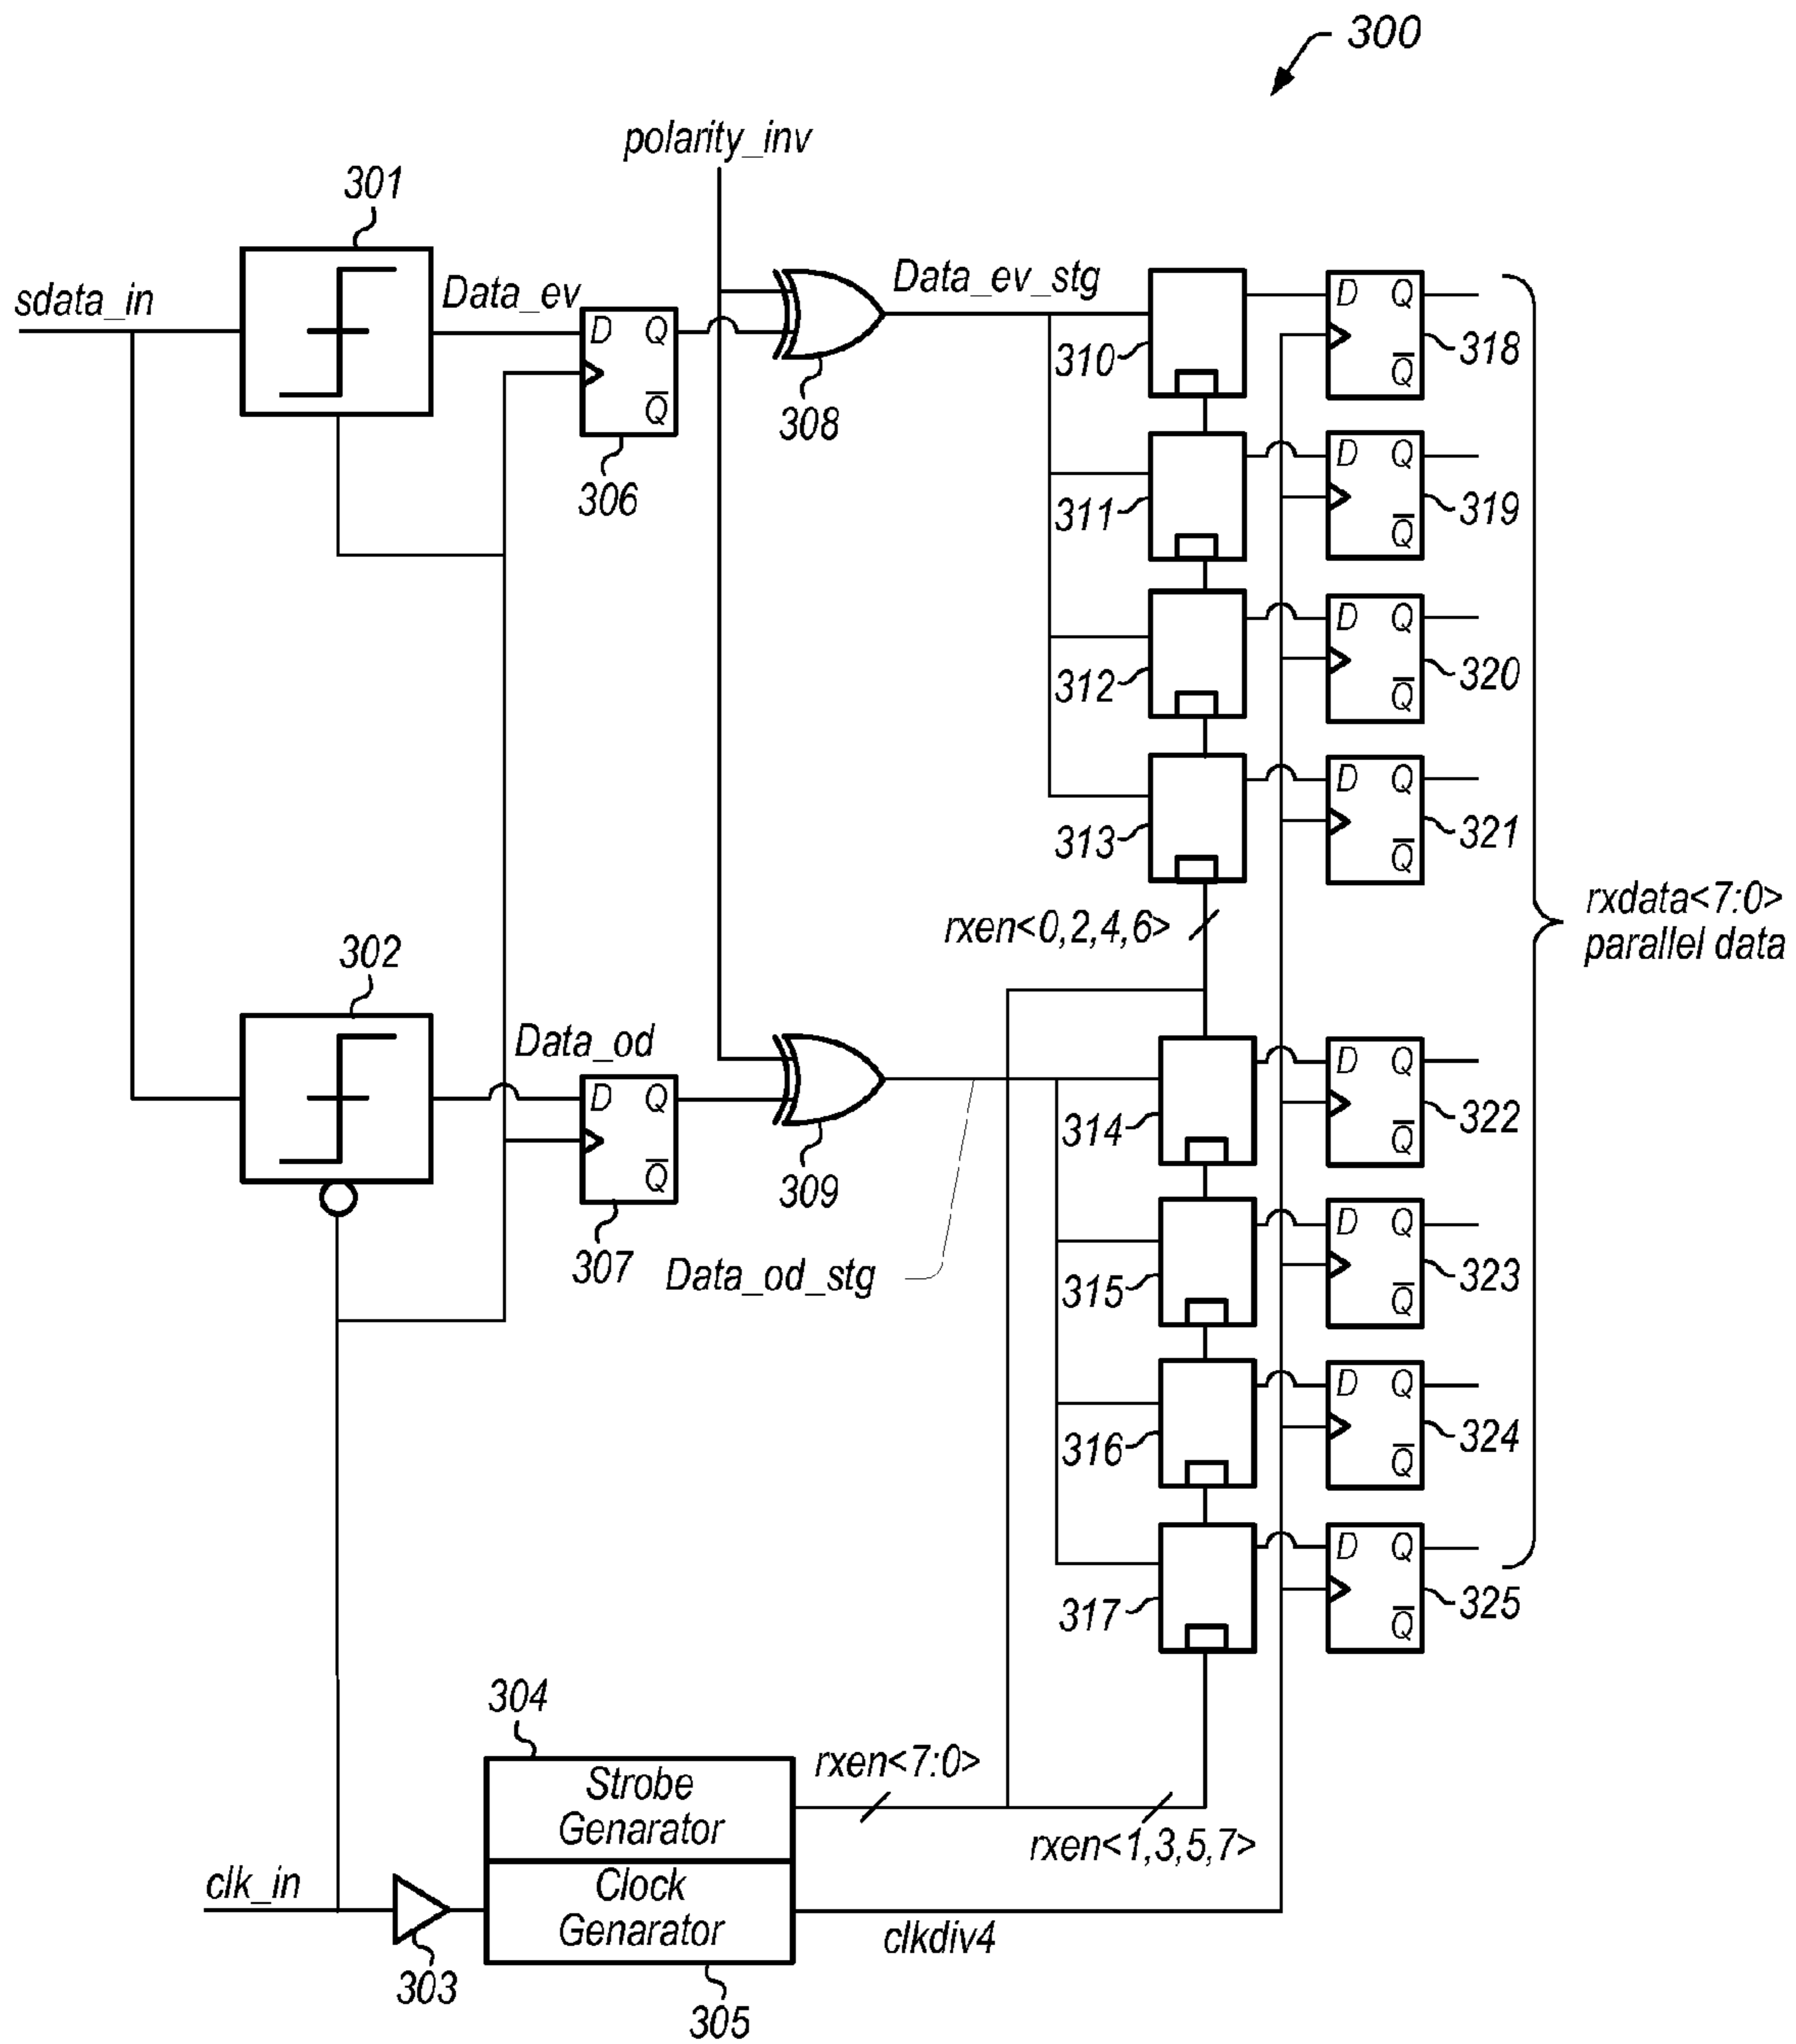 300
polarity_inv
301
sdata_in
Data_ev
D Q
Q̅
306
308
Data_ev_stg
310
D Q
Q̅
318
311
D Q
Q̅
319
312
D Q
Q̅
320
313
D Q
Q̅
321
rxen<0,2,4,6>
rxdata<7:0>
parallel data
302
Data_od
D Q
Q̅
307
309
Data_od_stg
314
D Q
Q̅
322
315
D Q
Q̅
323
316
D Q
Q̅
324
317
D Q
Q̅
325
304
Strobe
Genarator
rxen<7:0>
rxen<1,3,5,7>
clk_in
303
Clock
Genarator
clkdiv4
305